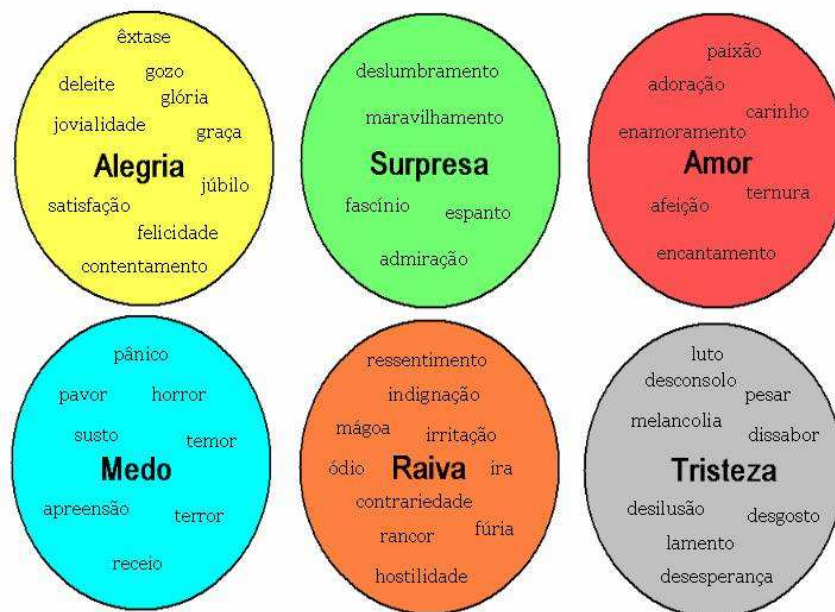 êxtase
gozo
deleite
glória
jovialidade
graça
Alegria
júbilo
satisfação
felicidade
contentamento
deslumbramento
maravilhamento
Surpresa
fascínio
espanto
admiração
paixão
adoração
carinho
enamoramento
Amor
ternura
afeição
encantamento
pânico
pavor
horror
susto
temor
Medo
apreensão
terror
receio
ressentimento
indignação
mágoa
irritação
ódio
Raiva
ira
contrariedade
fúria
rancor
hostilidade
luto
desconsolo
pesar
melancolia
dissabor
Tristeza
desilusão
desgosto
lamento
desesperança